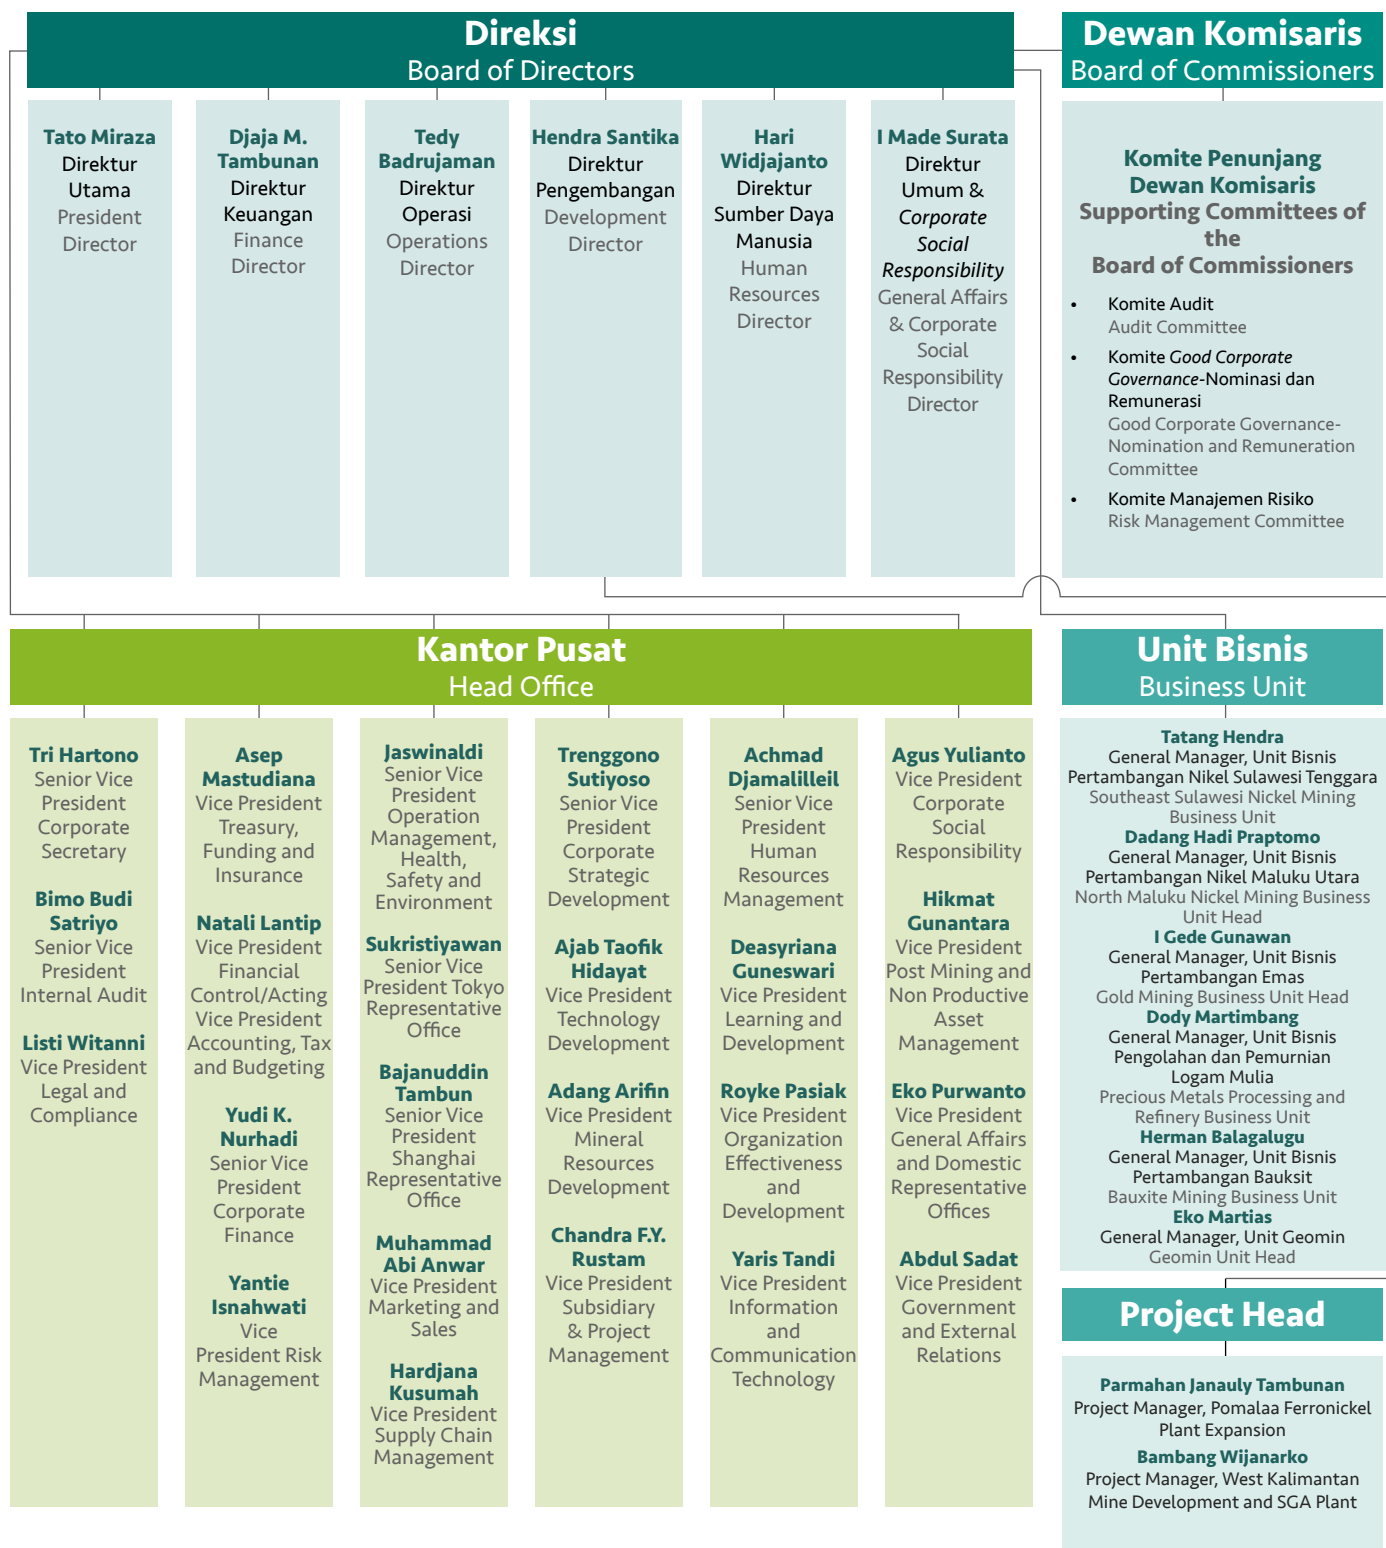 Direksi
Board of Directors
Tato Miraza
Direktur
Utama
President
Director
Djaja M.
Tambunan
Direktur
Keuangan
Finance
Director
Tedy
Badrujaman
Direktur
Operasi
Operations
Director
Hendra Santika
Direktur
Pengembangan
Development
Director
Hari
Widjajanto
Direktur
Sumber Daya
Manusia
Human
Resources
Director
I Made Surata
Direktur
Umum &
Corporate
Social
Responsibility
General Affairs
& Corporate
Social
Responsibility
Director
Dewan Komisaris
Board of Commissioners
Komite Penunjang
Dewan Komisaris
Supporting Committees of
the
Board of Commissioners
• Komite Audit
Audit Committee
• Komite Good Corporate
Governance-Nominasi dan
Remunerasi
Good Corporate Governance-
Nomination and Remuneration
Committee
• Komite Manajemen Risiko
Risk Management Committee
Kantor Pusat
Head Office
Tri Hartono
Senior Vice
President
Corporate
Secretary
Bimo Budi
Satriyo
Senior Vice
President
Internal Audit
Listi Witanni
Vice President
Legal and
Compliance
Asep
Mastudiana
Vice President
Treasury,
Funding and
Insurance
Natali Lantip
Vice President
Financial
Control/Acting
Vice President
Accounting, Tax
and Budgeting
Yudi K.
Nurhadi
Senior Vice
President
Corporate
Finance
Yantie
Isnahwati
Vice
President Risk
Management
Jaswinaldi
Senior Vice
President
Operation
Management,
Health,
Safety and
Environment
Sukristiyawan
Senior Vice
President Tokyo
Representative
Office
Bajanuddin
Tambun
Senior Vice
President
Shanghai
Representative
Office
Muhammad
Abi Anwar
Vice President
Marketing and
Sales
Hardjana
Kusumah
Vice President
Supply Chain
Management
Trenggono
Sutiyoso
Senior Vice
President
Corporate
Strategic
Development
Ajab Taofik
Hidayat
Vice President
Technology
Development
Adang Arifin
Vice President
Mineral
Resources
Development
Chandra F.Y.
Rustam
Vice President
Subsidiary
& Project
Management
Achmad
Djamalilleil
Senior Vice
President
Human
Resources
Management
Deasyriana
Guneswari
Vice President
Learning and
Development
Royke Pasiak
Vice President
Organization
Effectiveness
and
Development
Yaris Tandi
Vice President
Information
and
Communication
Technology
Agus Yulianto
Vice President
Corporate
Social
Responsibility
Hikmat
Gunantara
Vice President
Post Mining and
Non Productive
Asset
Management
Eko Purwanto
Vice President
General Affairs
and Domestic
Representative
Offices
Abdul Sadat
Vice President
Government
and External
Relations
Unit Bisnis
Business Unit
Tatang Hendra
General Manager, Unit Bisnis
Pertambangan Nikel Sulawesi Tenggara
Southeast Sulawesi Nickel Mining
Business Unit
Dadang Hadi Praptomo
General Manager, Unit Bisnis
Pertambangan Nikel Maluku Utara
North Maluku Nickel Mining Business
Unit Head
I Gede Gunawan
General Manager, Unit Bisnis
Pertambangan Emas
Gold Mining Business Unit Head
Dody Martimbang
General Manager, Unit Bisnis
Pengolahan dan Pemurnian
Logam Mulia
Precious Metals Processing and
Refinery Business Unit
Herman Balagalugu
General Manager, Unit Bisnis
Pertambangan Bauksit
Bauxite Mining Business Unit
Eko Martias
General Manager, Unit Geomin
Geomin Unit Head
Project Head
Parmahan Janauly Tambunan
Project Manager, Pomalaa Ferronickel
Plant Expansion
Bambang Wijanarko
Project Manager, West Kalimantan
Mine Development and SGA Plant